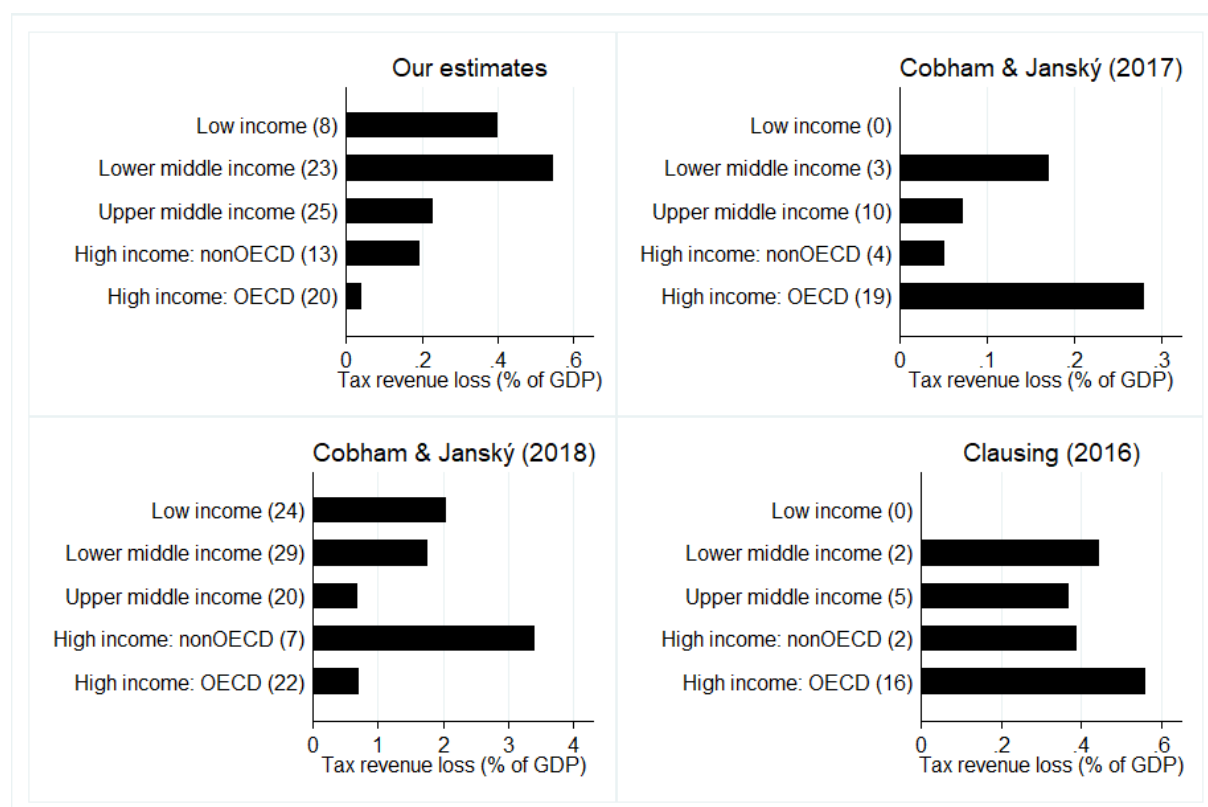 Our estimates
Low income (8)
Lower middle income (23)
Upper middle income (25)
High income: nonOECD (13)
High income: OECD (20)
0 .2 .4 .6
Tax revenue loss (% of GDP)
Cobham & Janský (2017)
Low income (0)
Lower middle income (3)
Upper middle income (10)
High income: nonOECD (4)
High income: OECD (19)
0 .1 .2 .3
Tax revenue loss (% of GDP)
Cobham & Janský (2018)
Low income (24)
Lower middle income (29)
Upper middle income (20)
High income: nonOECD (7)
High income: OECD (22)
0 1 2 3 4
Tax revenue loss (% of GDP)
Clausing (2016)
Low income (0)
Lower middle income (2)
Upper middle income (5)
High income: nonOECD (2)
High income: OECD (16)
0 .2 .4 .6
Tax revenue loss (% of GDP)